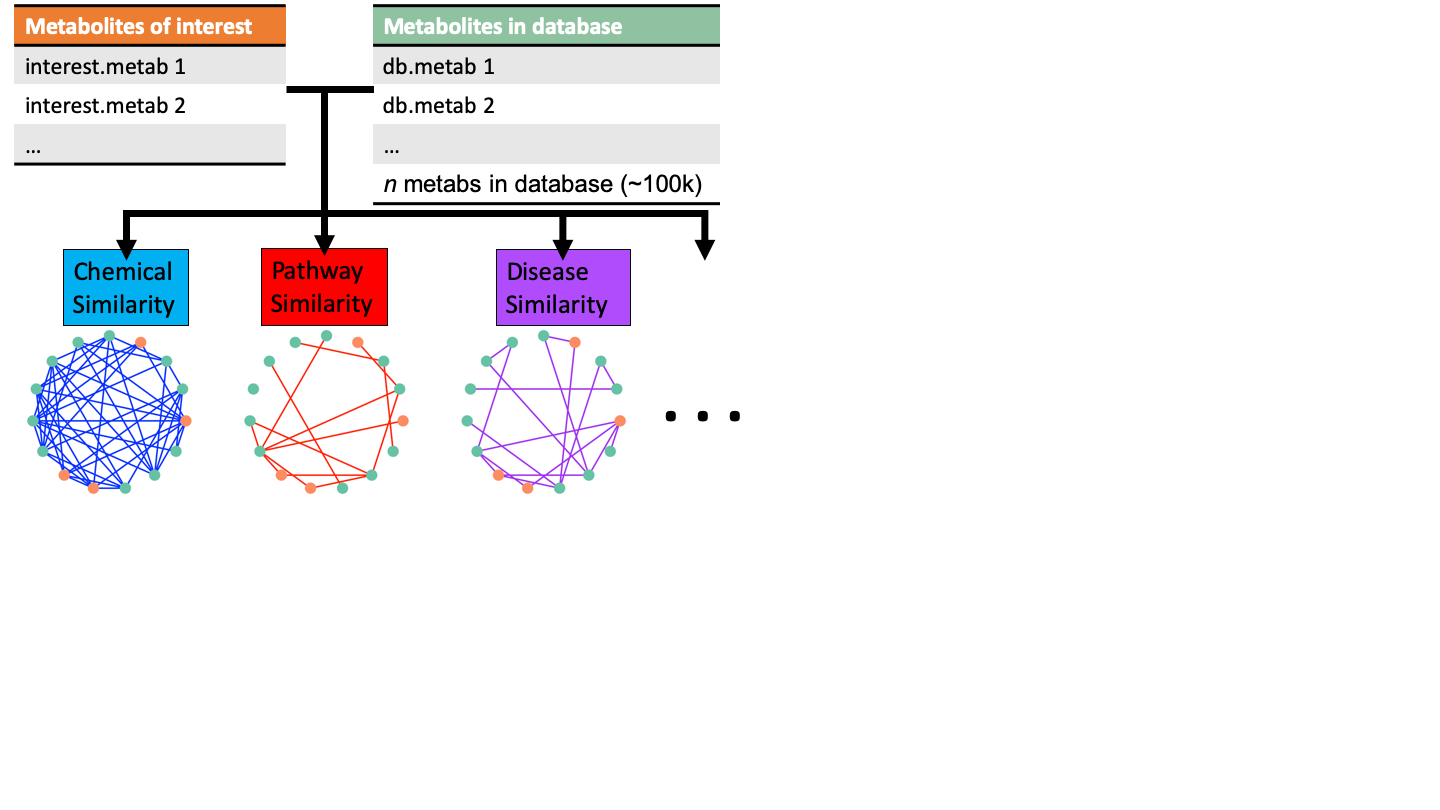 Metabolites of interest
interest.metab 1
interest.metab 2
...
Metabolites in database
db.metab 1
db.metab 2
...
n metabs in database (~100k)
Chemical
Similarity
Pathway
Similarity
Disease
Similarity
...